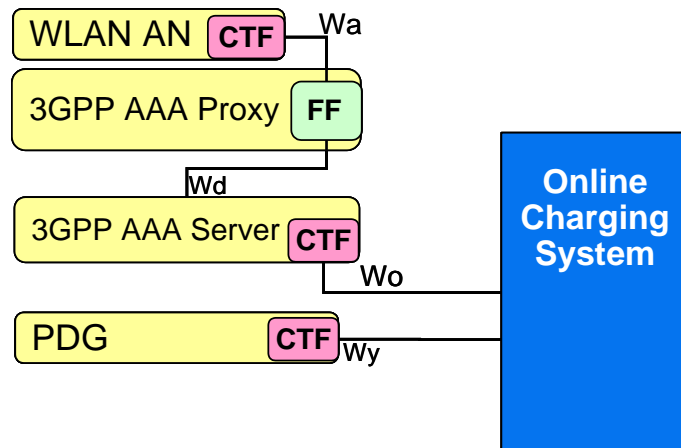 WLAN AN CTF Wa
3GPP AAA Proxy FF
Wd
3GPP AAA Server CTF
Wo
PDG CTF Wy
Online
Charging
System